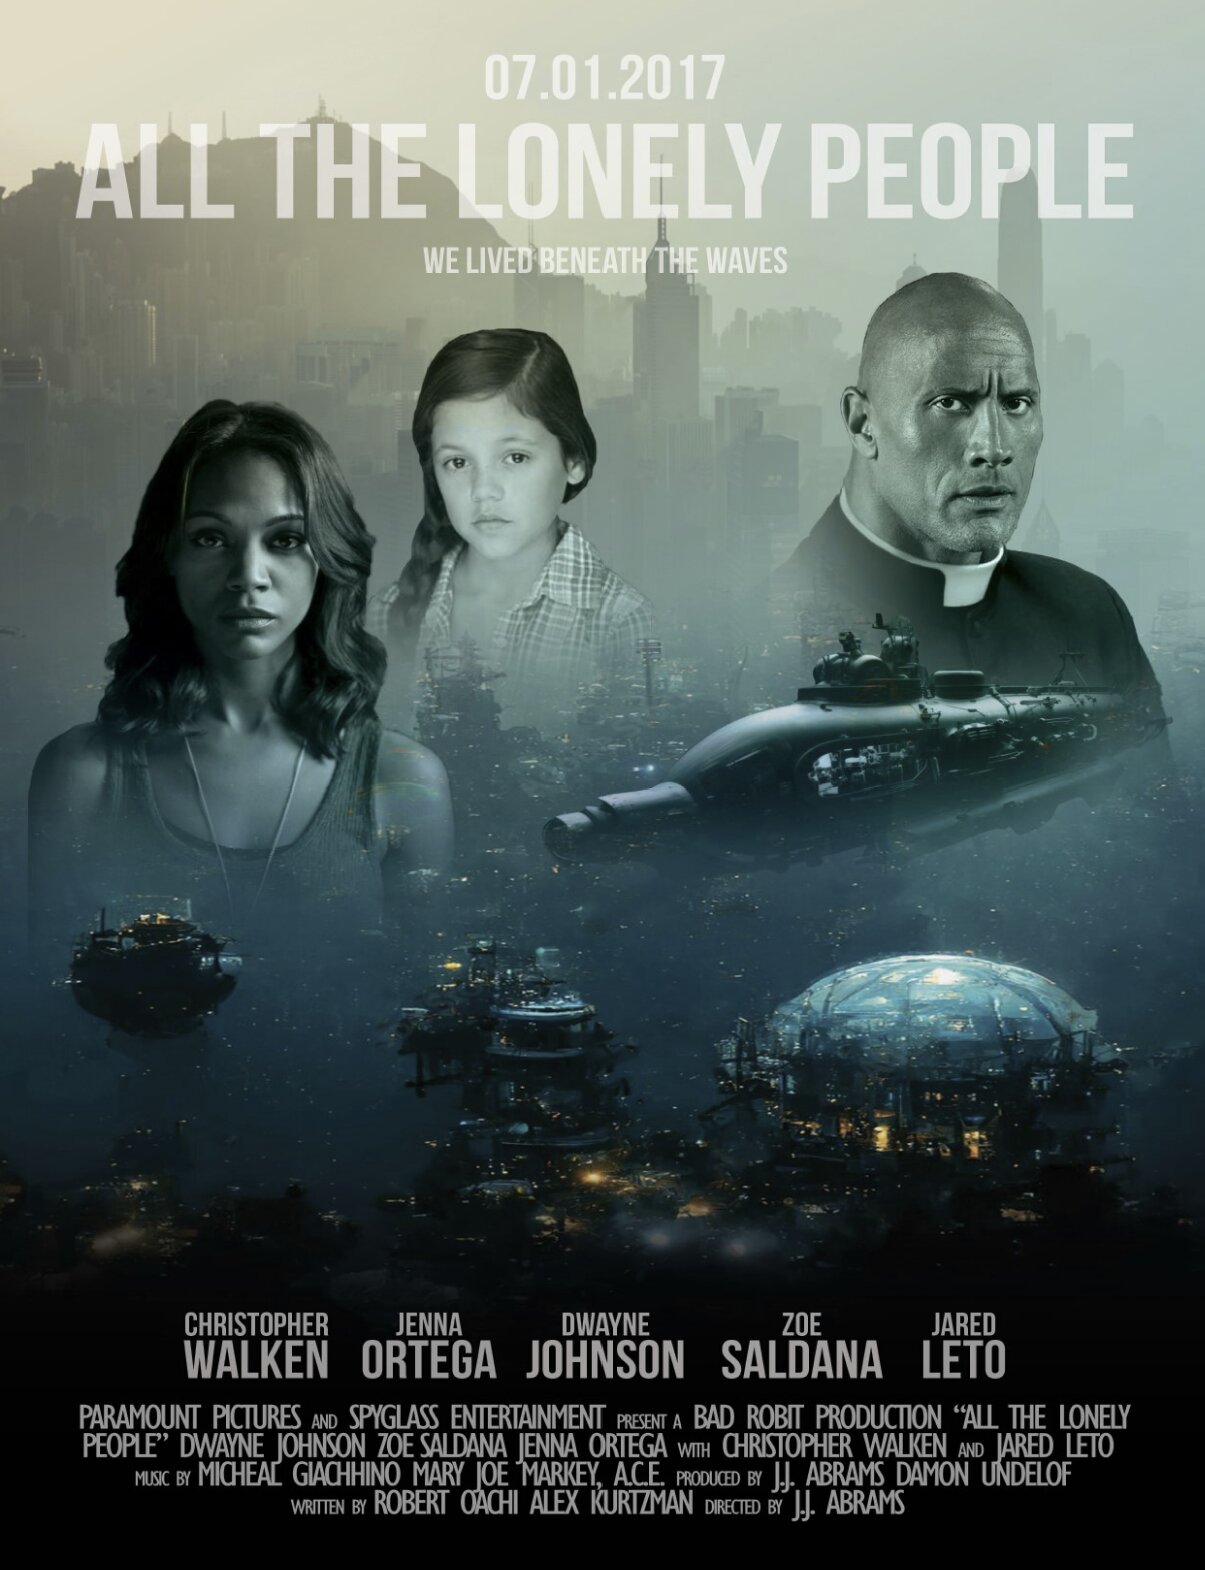 07.01.2017
ALL THE LONELY PEOPLE
WE LIVED BENEATH THE WAVES
CHRISTOPHER WALKEN JENNA ORTEGA DWAYNE JOHNSON ZOE SALDANA JARED LETO
PARAMOUNT PICTURES AND SPYGLASS ENTERTAINMENT PRESENT A BAD ROBIT PRODUCTION “ALL THE LONELY
PEOPLE” DWAYNE JOHNSON ZOE SALDANA JENNA ORTEGA WITH CHRISTOPHER WALKEN AND JARED LETO
MUSIC BY MICHEAL GIACHHINO MARY JOE MARKEY, A.C.E. PRODUCED BY J.J. ABRAMS DAMON UNDELOF
WRITTEN BY ROBERT OACHI ALEX KURTZMAN DIRECTED BY J.J. ABRAMS